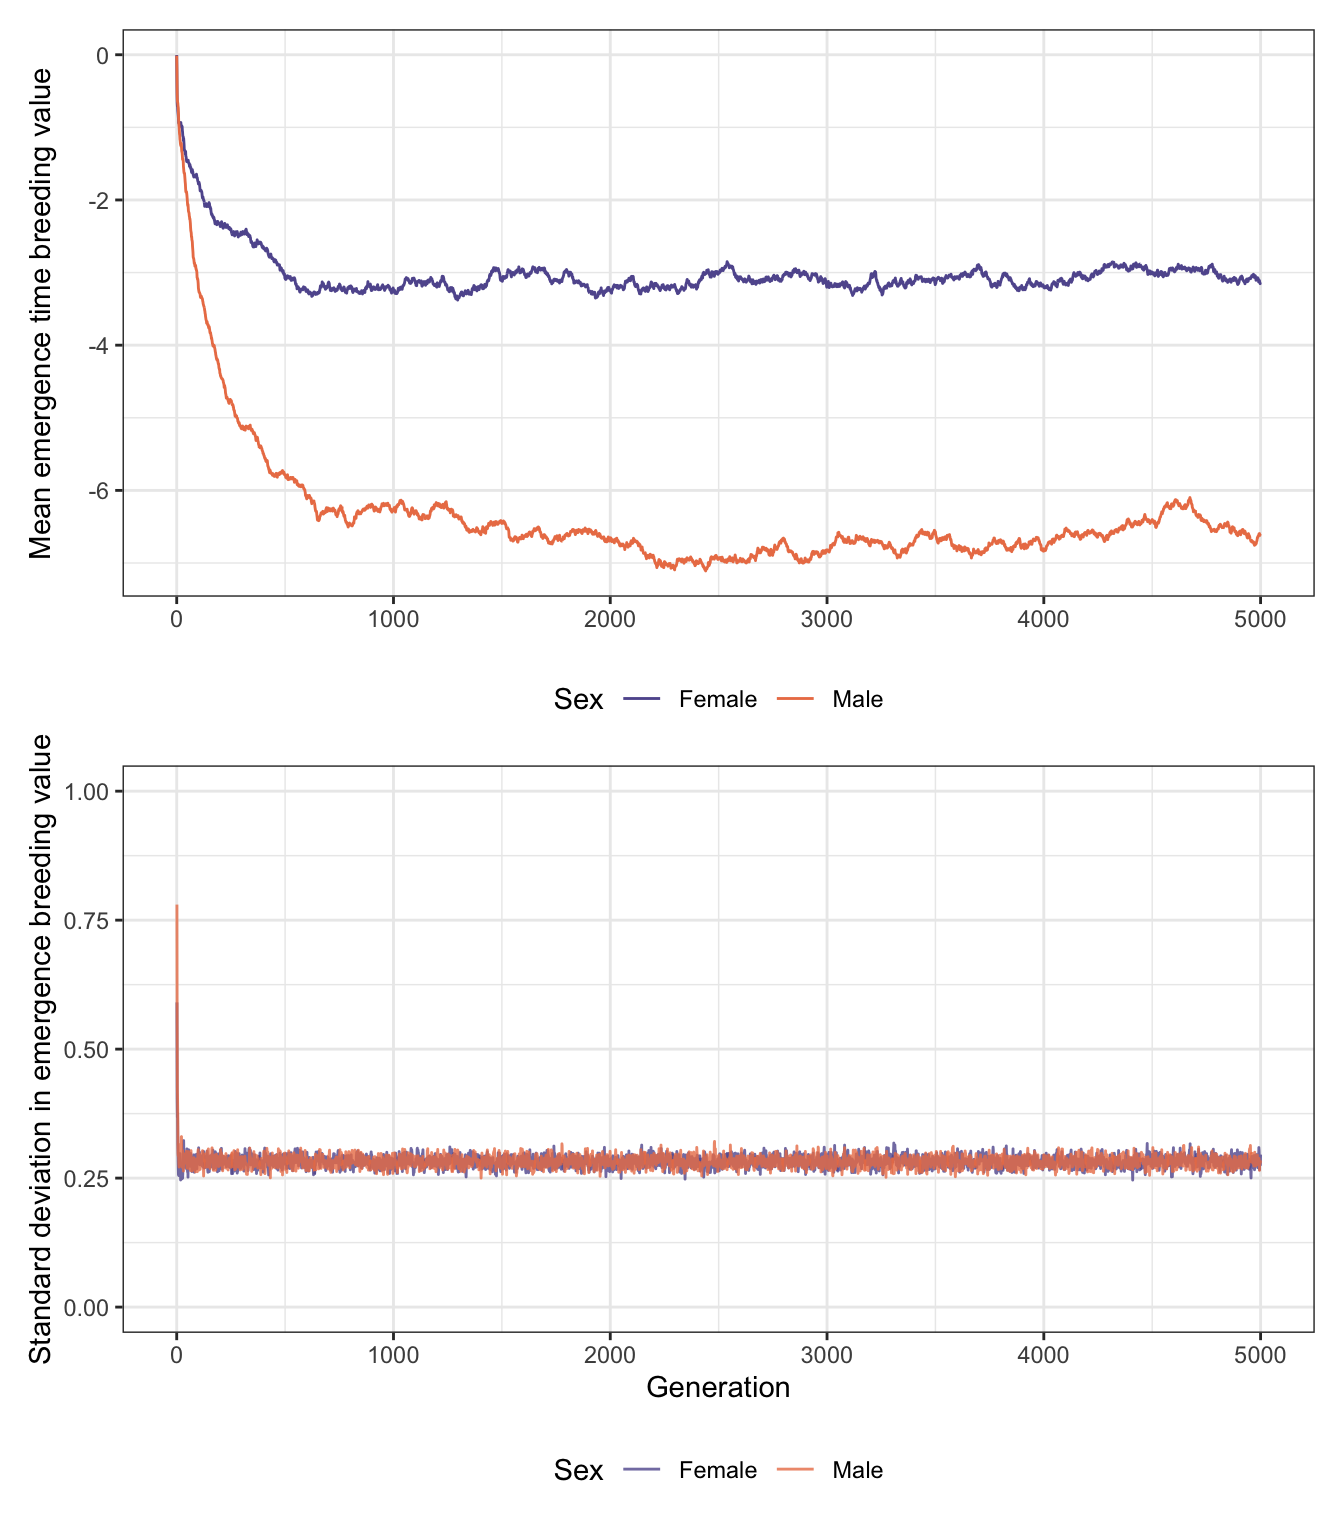 Mean emergence time breeding value
0
-2
-4
-6
0 1000 2000 3000 4000 5000
Sex Female Male
Standard deviation in emergence breeding value
1.00
0.75
0.50
0.25
0.00
0 1000 2000 3000 4000 5000
Generation
Sex Female Male